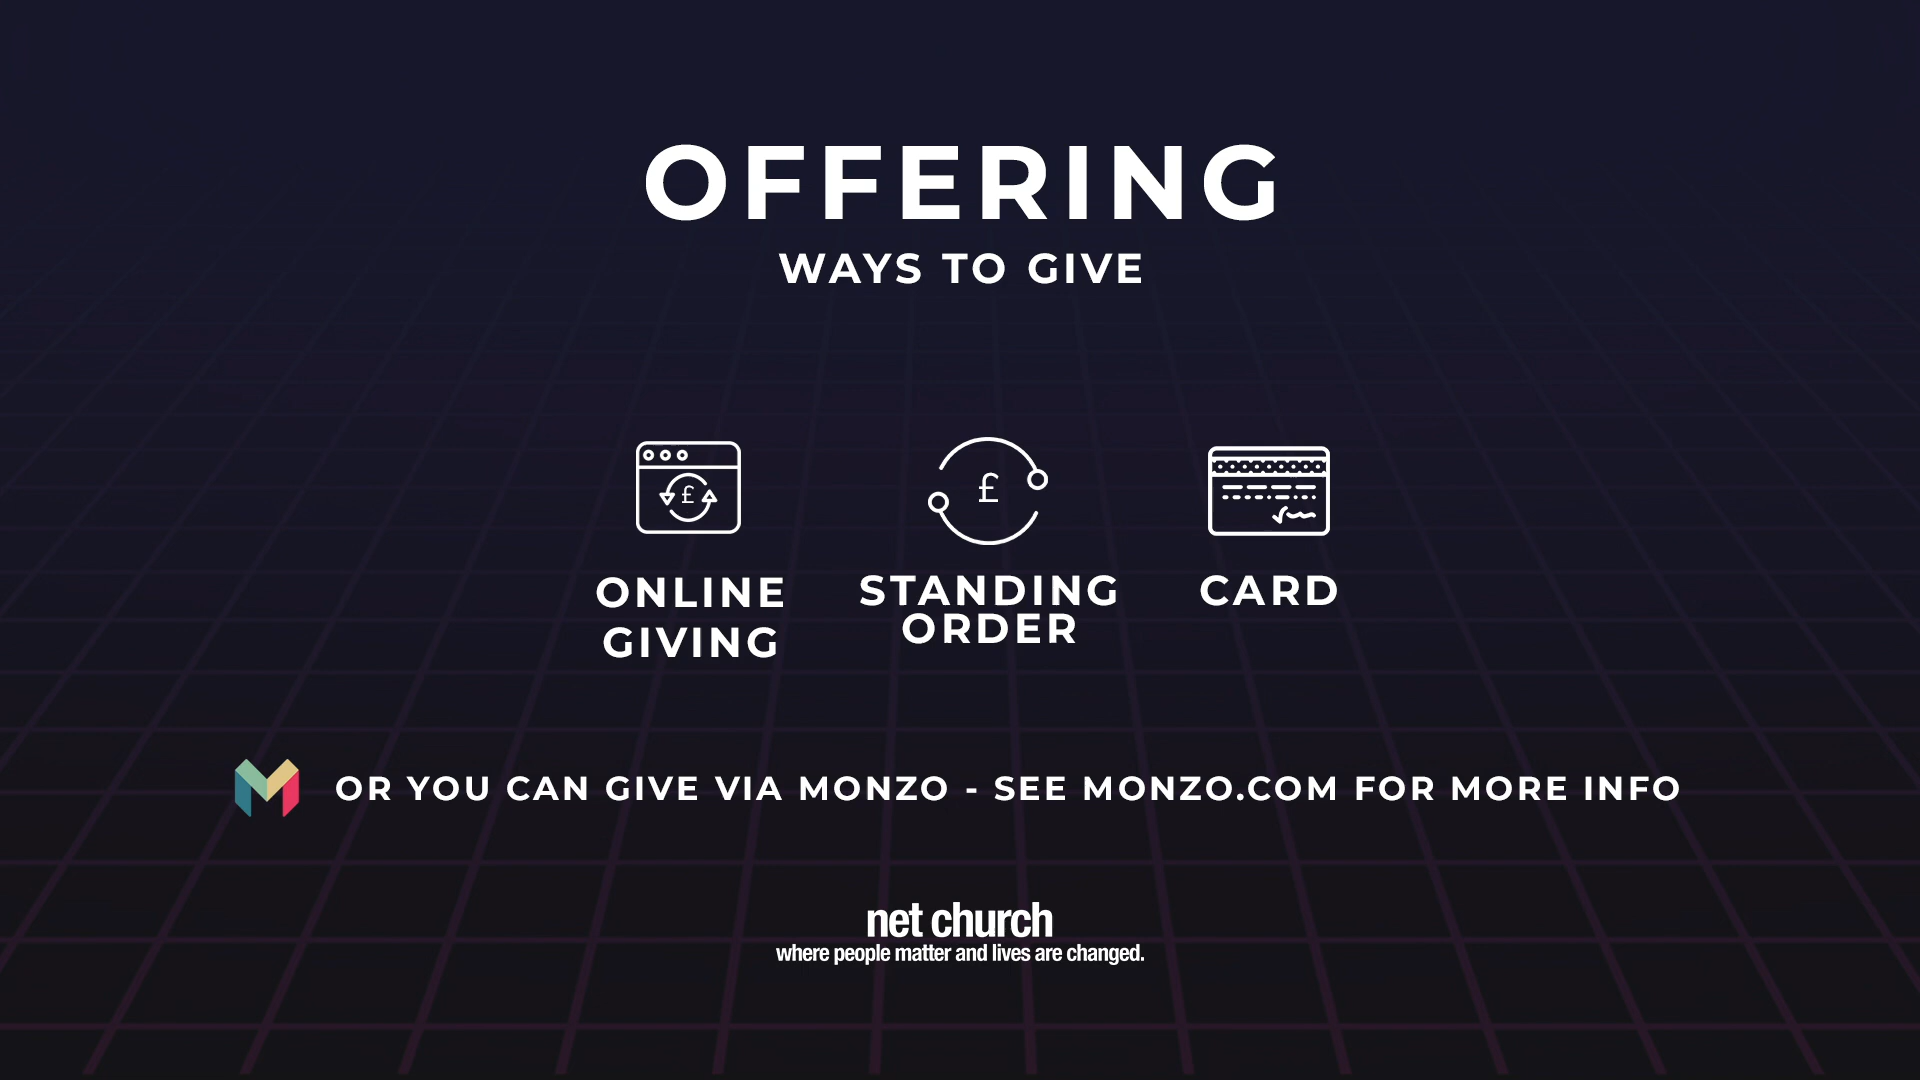 OFFERING
WAYS TO GIVE
£
£
ONLINE
GIVING
STANDING
ORDER
CARD
OR YOU CAN GIVE VIA MONZO - SEE MONZO.COM FOR MORE INFO
net church
where people matter and lives are changed.